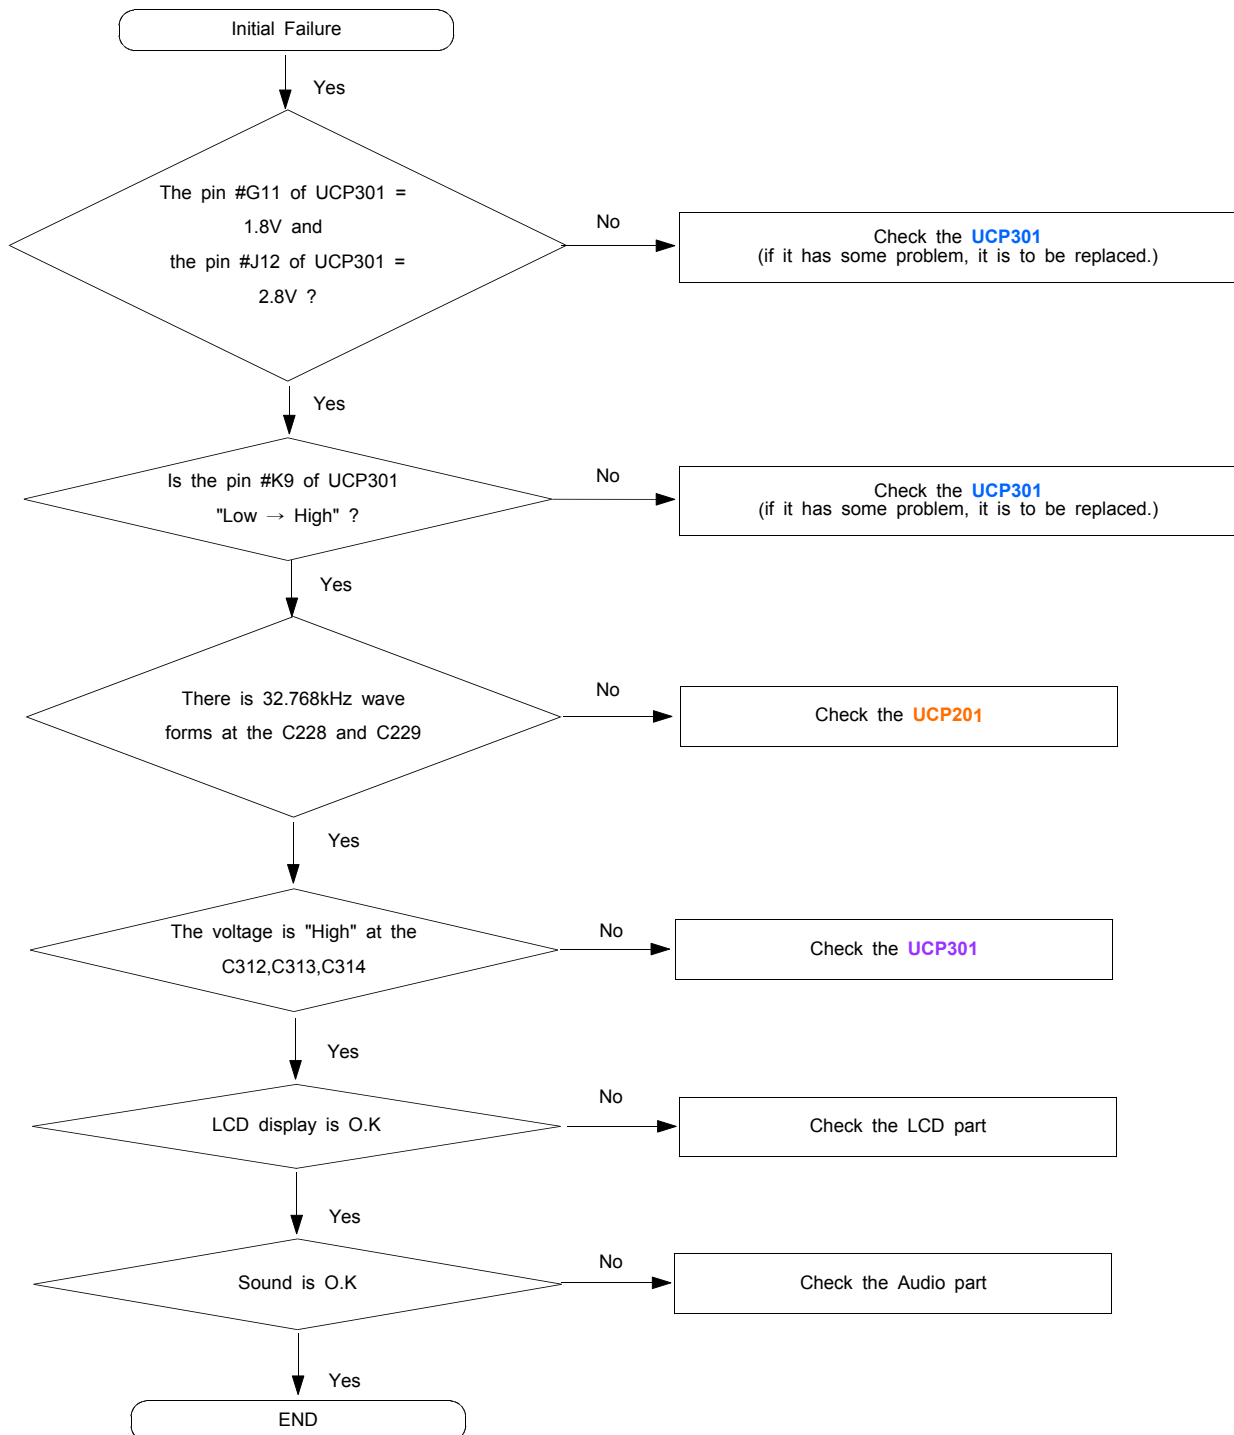 Initial Failure
Yes
The pin #G11 of UCP301 =
1.8V and
the pin #J12 of UCP301 =
2.8V ?
No
Check the UCP301
(if it has some problem, it is to be replaced.)
Yes
Is the pin #K9 of UCP301
"Low → High" ?
No
Check the UCP301
(if it has some problem, it is to be replaced.)
Yes
There is 32.768kHz wave
forms at the C228 and C229
No
Check the UCP201
Yes
The voltage is "High" at the
C312,C313,C314
No
Check the UCP301
Yes
LCD display is O.K
No
Check the LCD part
Yes
Sound is O.K
No
Check the Audio part
Yes
END